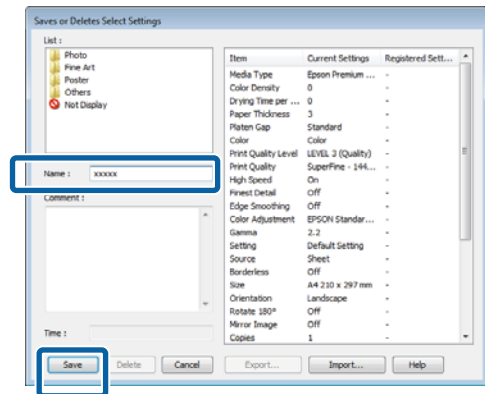 Saves or Deletes Select Settings
List :
Photo
Fine Art
Poster
Others
Not Display
Name : xxxxx
Comment :
Time :
Item Current Settings Registered Sett...
Media Type Epson Premium ... -
Color Density 0 -
Drying Time per ... 0 -
Paper Thickness 3 -
Platen Gap Standard -
Color Color -
Print Quality Level LEVEL 3 (Quality) -
Print Quality SuperFine - 144... -
High Speed On -
Finest Detail Off -
Edge Smoothing Off -
Color Adjustment EPSON Standar... -
Gamma 2.2 -
Setting Default Setting -
Source Sheet -
Borderless Off -
Size A4 210 x 297 mm -
Orientation Landscape -
Rotate 180° Off -
Mirror Image Off -
Copies 1 -
Save Delete Cancel Export... Import... Help